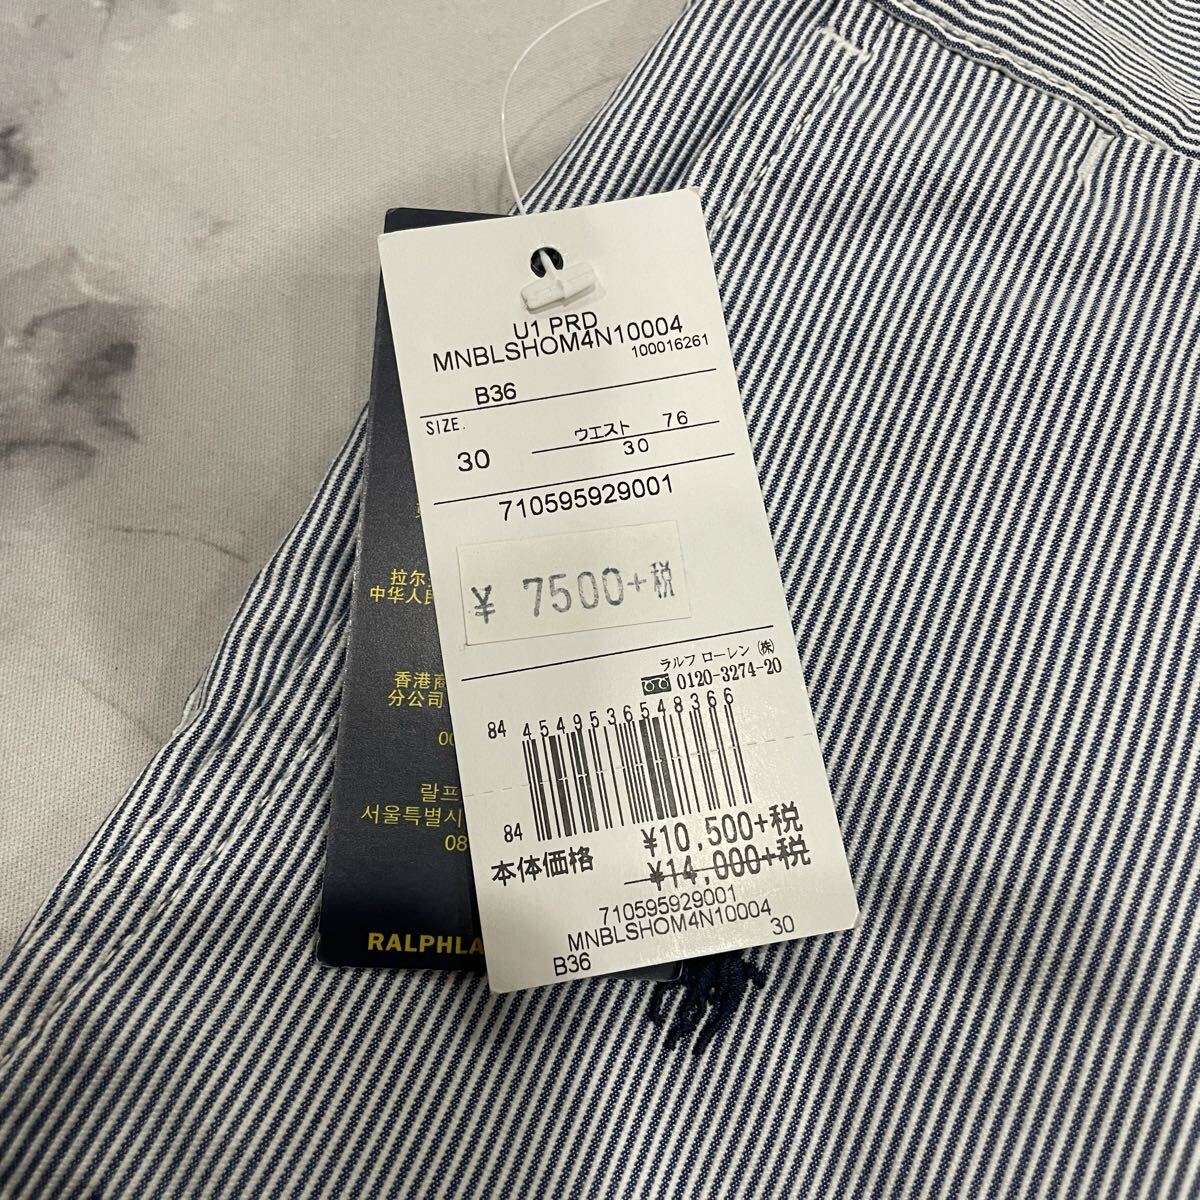 U1 PRD
MNBLSHOM4N10004
100016261
B36
SIZE.
30
ウエスト 76
30
710595929001
¥ 7500+税
ラルフ ローレン ㈱
0120-3274-20
84 4549536548366
84
本体価格 ¥10,500+税
¥14,000+税
710595929001
MNBLSHOM4N10004
B36 30
拉尔
中华人民
香港商
分公司
00
랄프
서울특별시
08
RALPHLA